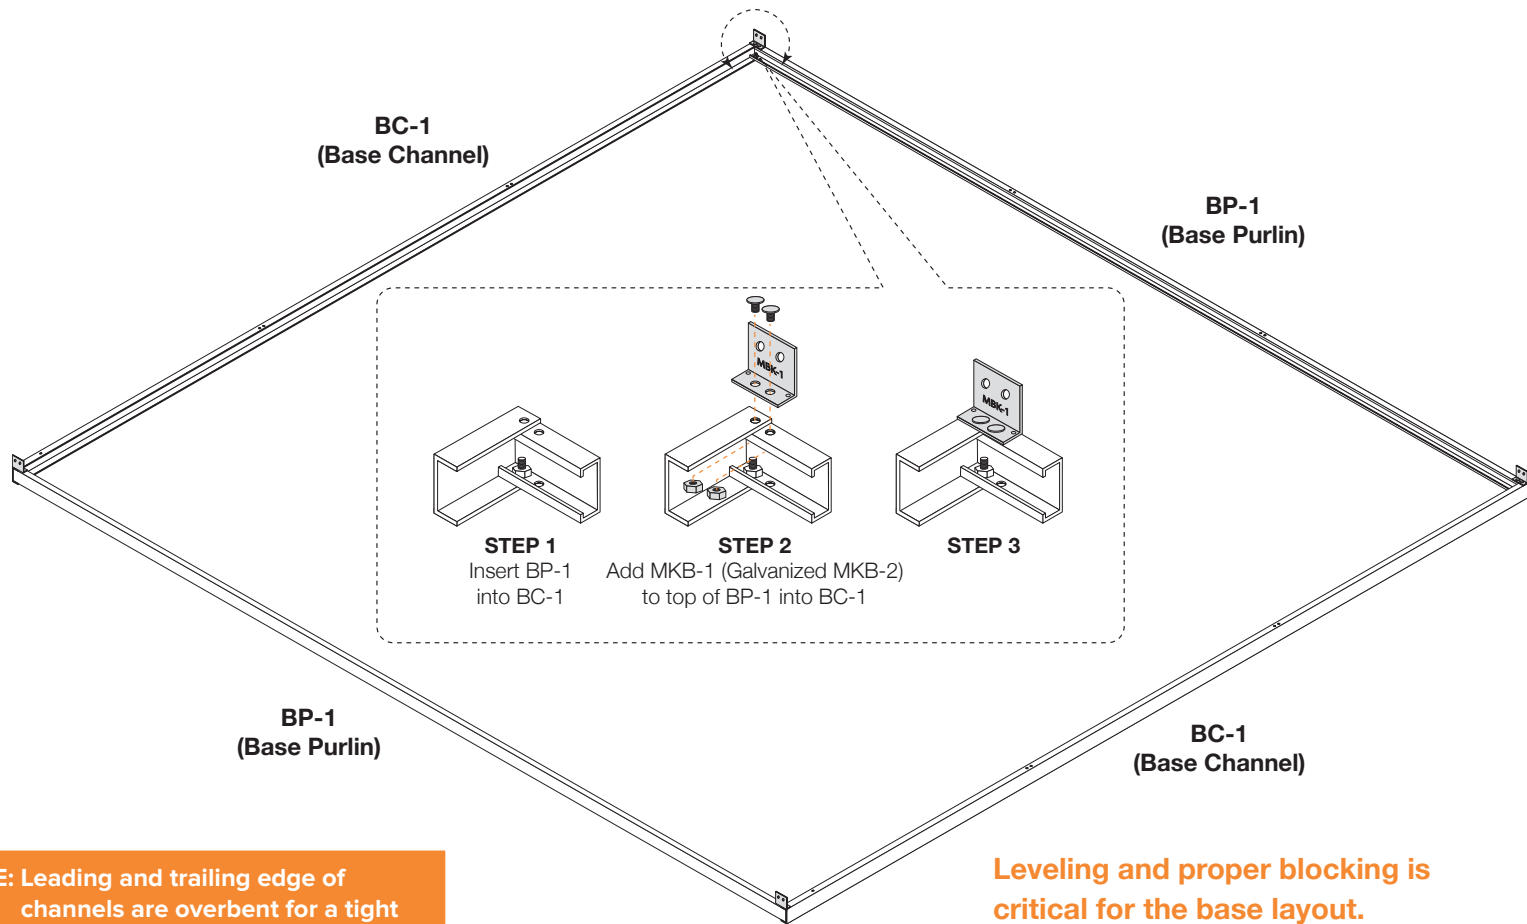 BC-1
(Base Channel)
BP-1
(Base Purlin)
MBK-1
MBK-1
STEP 1
Insert BP-1
into BC-1
STEP 2
Add MKB-1 (Galvanized MKB-2)
to top of BP-1 into BC-1
STEP 3
BP-1
(Base Purlin)
BC-1
(Base Channel)
E: Leading and trailing edge of
channels are overbent for a tight
Leveling and proper blocking is
critical for the base layout.